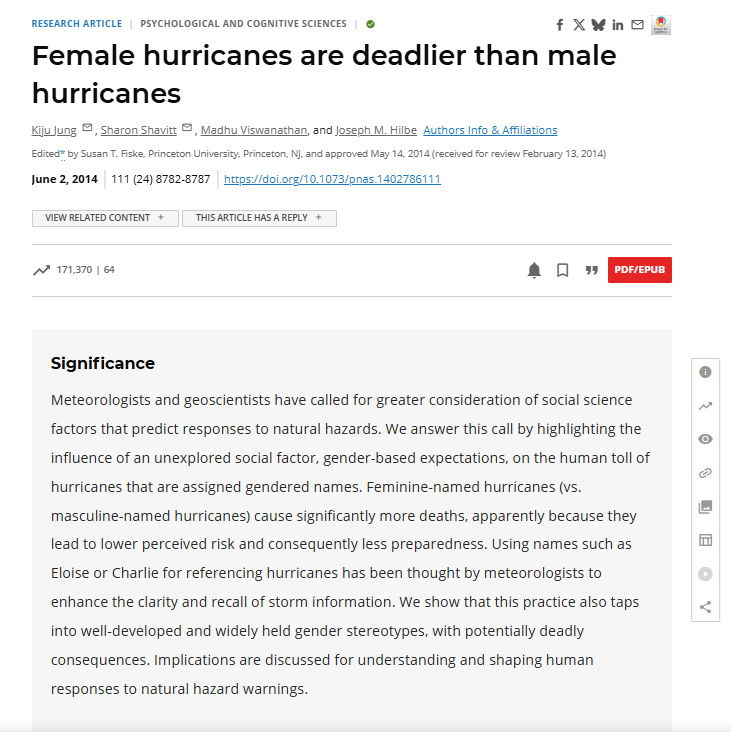 RESEARCH ARTICLE | PSYCHOLOGICAL AND COGNITIVE SCIENCES |
Female hurricanes are deadlier than male
hurricanes
Kiju Jung , Sharon Shavitt , Madhu Viswanathan, and Joseph M. Hilbe Authors Info & Affiliations
Edited* by Susan T. Fiske, Princeton University, Princeton, NJ, and approved May 14, 2014 (received for review February 13, 2014)
June 2, 2014 | 111 (24) 8782-8787 | https://doi.org/10.1073/pnas.1402786111
VIEW RELATED CONTENT + THIS ARTICLE HAS A REPLY +
171,370 | 64
PDF/EPUB
Significance
Meteorologists and geoscientists have called for greater consideration of social science
factors that predict responses to natural hazards. We answer this call by highlighting the
influence of an unexplored social factor, gender-based expectations, on the human toll of
hurricanes that are assigned gendered names. Feminine-named hurricanes (vs.
masculine-named hurricanes) cause significantly more deaths, apparently because they
lead to lower perceived risk and consequently less preparedness. Using names such as
Eloise or Charlie for referencing hurricanes has been thought by meteorologists to
enhance the clarity and recall of storm information. We show that this practice also taps
into well-developed and widely held gender stereotypes, with potentially deadly
consequences. Implications are discussed for understanding and shaping human
responses to natural hazard warnings.